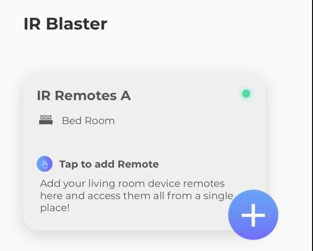 IR Blaster
IR Remotes A
Bed Room
Tap to add Remote
Add your living room device remotes
here and access them all from a single
place!